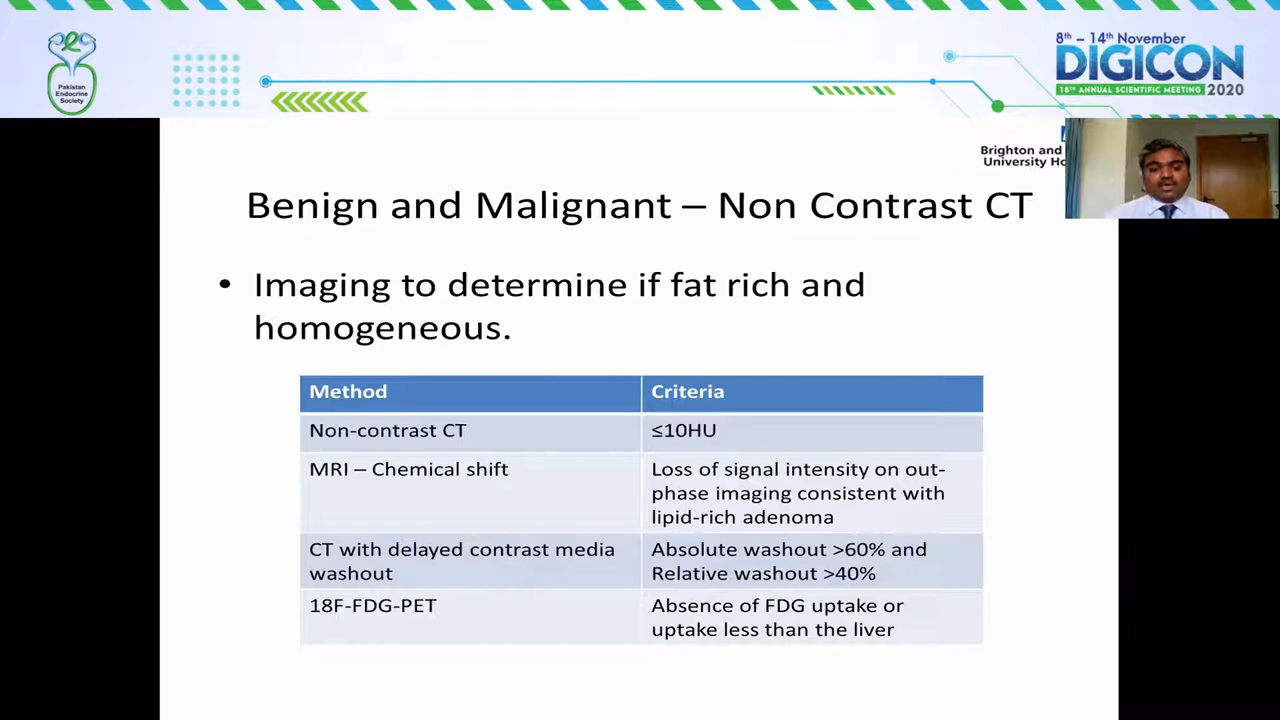 Pakistan
Endocrine
Society
8th – 14th November
DIGICON
18TH ANNUAL SCIENTIFIC MEETING 2020
Brighton and
University
Benign and Malignant – Non Contrast CT
• Imaging to determine if fat rich and
homogeneous.
Method Criteria
Non-contrast CT ≤10HU
MRI – Chemical shift Loss of signal intensity on out-
phase imaging consistent with
lipid-rich adenoma
CT with delayed contrast media Absolute washout >60% and
washout Relative washout >40%
18F-FDG-PET Absence of FDG uptake or
uptake less than the liver